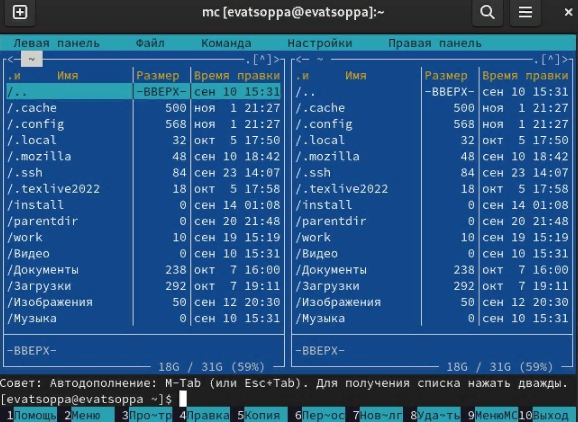 mc [evatsoppa@evatsoppa]:~
Левая панель Файл Команда Настройки Правая панель
<— ~ .[^]> <— ~ .[^]>
.и Имя Размер Время правки .и Имя Размер Время правки
/.. -ВВЕРХ- сен 10 15:31 /.. -ВВЕРХ- сен 10 15:31
/.cache 500 ноя 1 21:27 /.cache 500 ноя 1 21:27
/.config 568 ноя 1 21:27 /.config 568 ноя 1 21:27
/.local 32 окт 5 17:50 /.local 32 окт 5 17:50
/.mozilla 48 сен 10 18:42 /.mozilla 48 сен 10 18:42
/.ssh 84 сен 23 14:07 /.ssh 84 сен 23 14:07
/.texlive2022 18 окт 5 17:58 /.texlive2022 18 окт 5 17:58
/install 0 сен 14 01:08 /install 0 сен 14 01:08
/parentdir 0 сен 20 21:48 /parentdir 0 сен 20 21:48
/work 10 сен 19 15:19 /work 10 сен 19 15:19
/Видео 0 сен 10 15:31 /Видео 0 сен 10 15:31
/Документы 238 окт 7 16:00 /Документы 238 окт 7 16:00
/Загрузки 292 окт 7 19:11 /Загрузки 292 окт 7 19:11
/Изображения 50 сен 12 20:30 /Изображения 50 сен 12 20:30
/Музыка 0 сен 10 15:31 /Музыка 0 сен 10 15:31
-ВВЕРХ- -ВВЕРХ-
18G / 31G (59%) 18G / 31G (59%)
Совет: Автодополнение: M-Tab (или Esc+Tab). Для получения списка нажать дважды.
[evatsoppa@evatsoppa ~]$
1Помощь 2Меню 3Про~тр 4Правка 5Копия 6Пер~ос 7Нов~лг 8Уда~ть 9МенюMC 10Выход